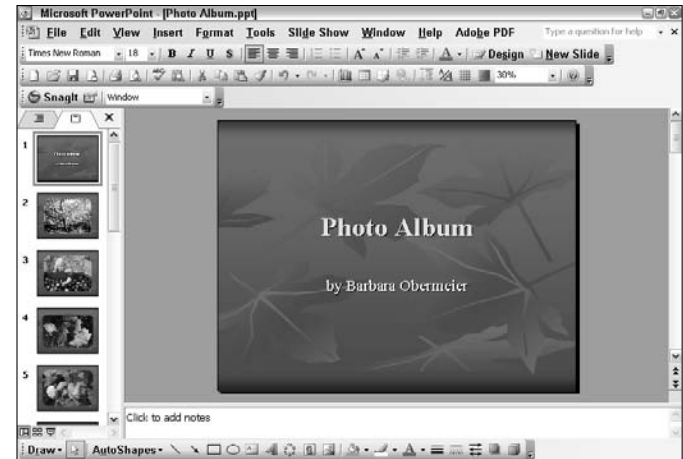 Microsoft PowerPoint - [Photo Album.ppt]
File Edit View Insert Format Tools Slide Show Window Help Adobe PDF Type a question for help
Times New Roman 18 B I U S A A A Design New Slide
30%
SnagIt Window
1
Photo Album
2
3
4
5
Photo Album
by Barbara Obermeier
Click to add notes
Draw AutoShapes A